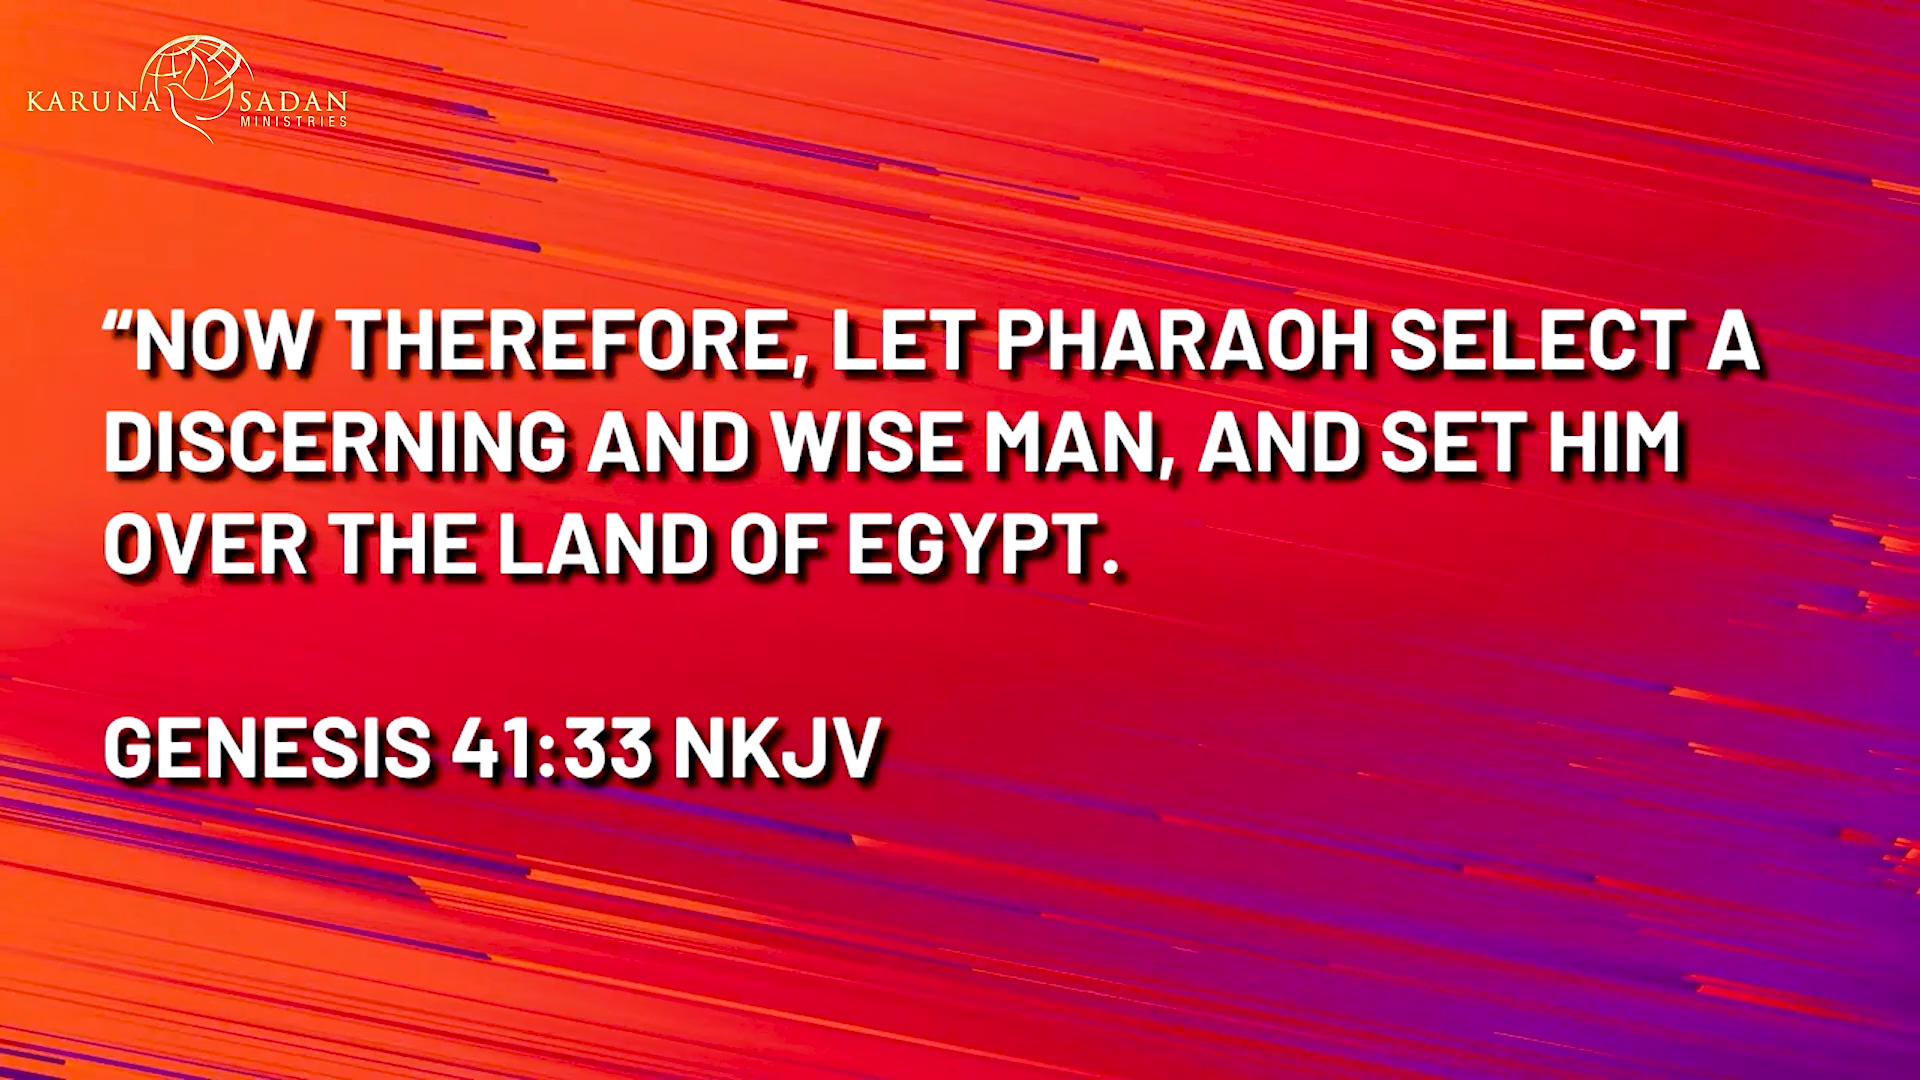 KARUNA SADAN
MINISTRIES
“NOW THEREFORE, LET PHARAOH SELECT A
DISCERNING AND WISE MAN, AND SET HIM
OVER THE LAND OF EGYPT.
GENESIS 41:33 NKJV